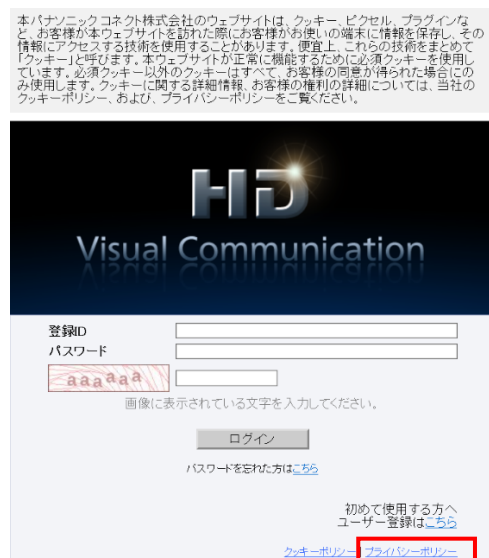 本パナソニック コネクト株式会社のウェブサイトは、クッキー、ピクセル、プラグインな
ど、お客様が本ウェブサイトを訪れた際にお客様がお使いの端末に情報を保存し、その
情報にアクセスする技術を使用することがあります。便宜上、これらの技術をまとめて
「クッキー」と呼びます。本ウェブサイトが正常に機能するために必須クッキーを使用し
ています。必須クッキー以外のクッキーはすべて、お客様の同意が得られた場合にの
み使用します。クッキーに関する詳細情報、お客様の権利の詳細については、当社の
クッキーポリシー、および、プライバシーポリシーをご覧ください。
HD
Visual Communication
登録ID
パスワード
aaaaaa
画像に表示されている文字を入力してください。
ログイン
パスワードを忘れた方はこちら
初めて使用する方へ
ユーザー登録はこちら
クッキーポリシー | プライバシーポリシー